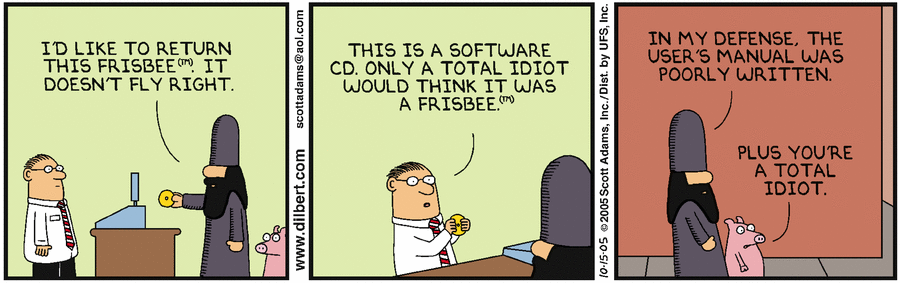 I'D LIKE TO RETURN
THIS FRISBEE(TM). IT
DOESN'T FLY RIGHT.
www.dilbert.com scottadams@aol.com
THIS IS A SOFTWARE
CD. ONLY A TOTAL IDIOT
WOULD THINK IT WAS
A FRISBEE.(TM)
10-15-05 ©2005 Scott Adams, Inc./Dist. by UFS, Inc.
IN MY DEFENSE, THE
USER'S MANUAL WAS
POORLY WRITTEN.
PLUS YOU'RE
A TOTAL
IDIOT.